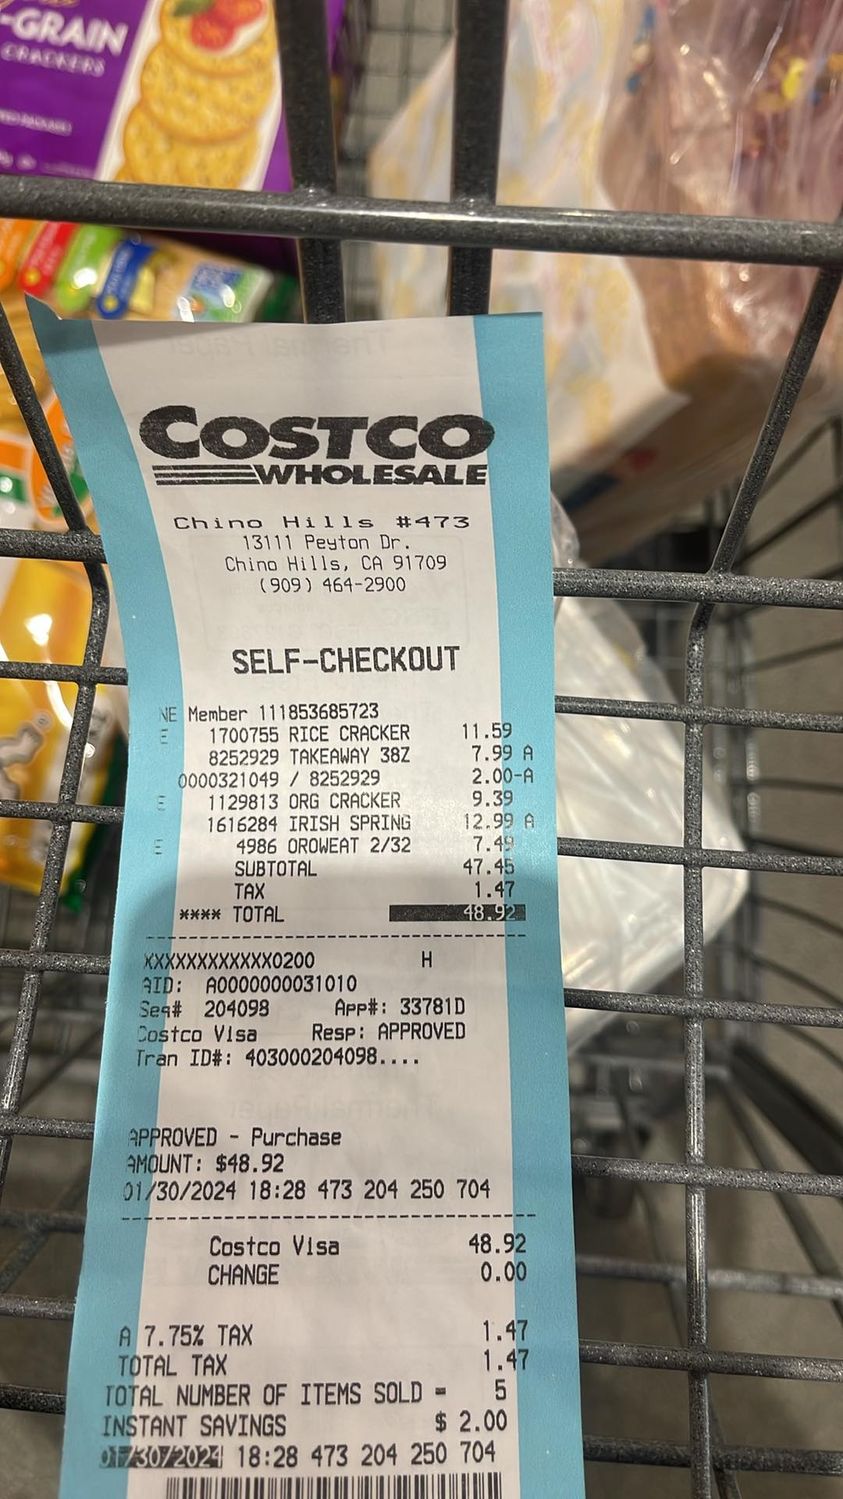 -GRAIN
CRACKERS
COSTCO
WHOLESALE
Chino Hills #473
13111 Peyton Dr.
Chino Hills, CA 91709
(909) 464-2900
SELF-CHECKOUT
NE Member 111853685723
E 1700755 RICE CRACKER 11.59
8252929 TAKEAWAY 38Z 7.99 A
0000321049 / 8252929 2.00-A
E 1129813 ORG CRACKER 9.39
1616284 IRISH SPRING 12.99 A
E 4986 OROWEAT 2/32 7.49
SUBTOTAL 47.45
TAX 1.47
**** TOTAL 48.92
XXXXXXXXXXXX0200 H
AID: A0000000031010
Seq# 204098 App#: 33781D
Costco Visa Resp: APPROVED
Tran ID#: 403000204098....
APPROVED - Purchase
AMOUNT: $48.92
01/30/2024 18:28 473 204 250 704
Costco Visa 48.92
CHANGE 0.00
A 7.75% TAX 1.47
TOTAL TAX 1.47
TOTAL NUMBER OF ITEMS SOLD = 5
INSTANT SAVINGS $ 2.00
01/30/2024 18:28 473 204 250 704